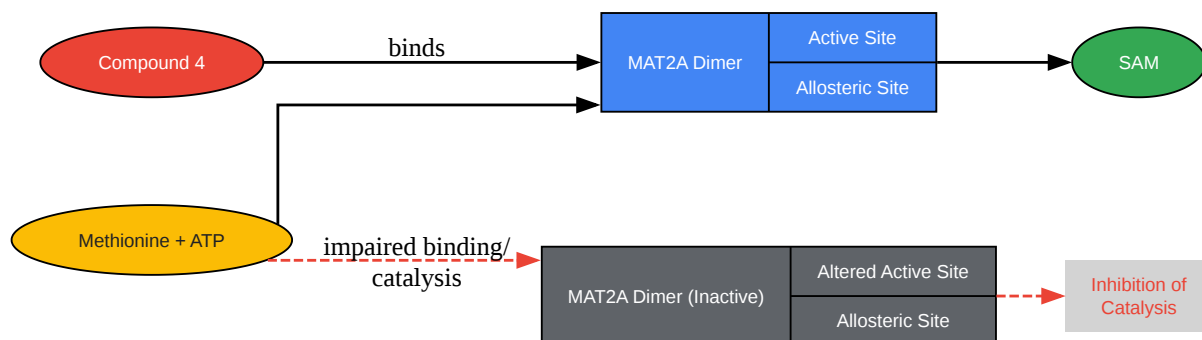 Compound 4
binds
MAT2A Dimer
Active Site
Allosteric Site
SAM
Methionine + ATP
impaired binding/
catalysis
MAT2A Dimer (Inactive)
Altered Active Site
Allosteric Site
Inhibition of
Catalysis